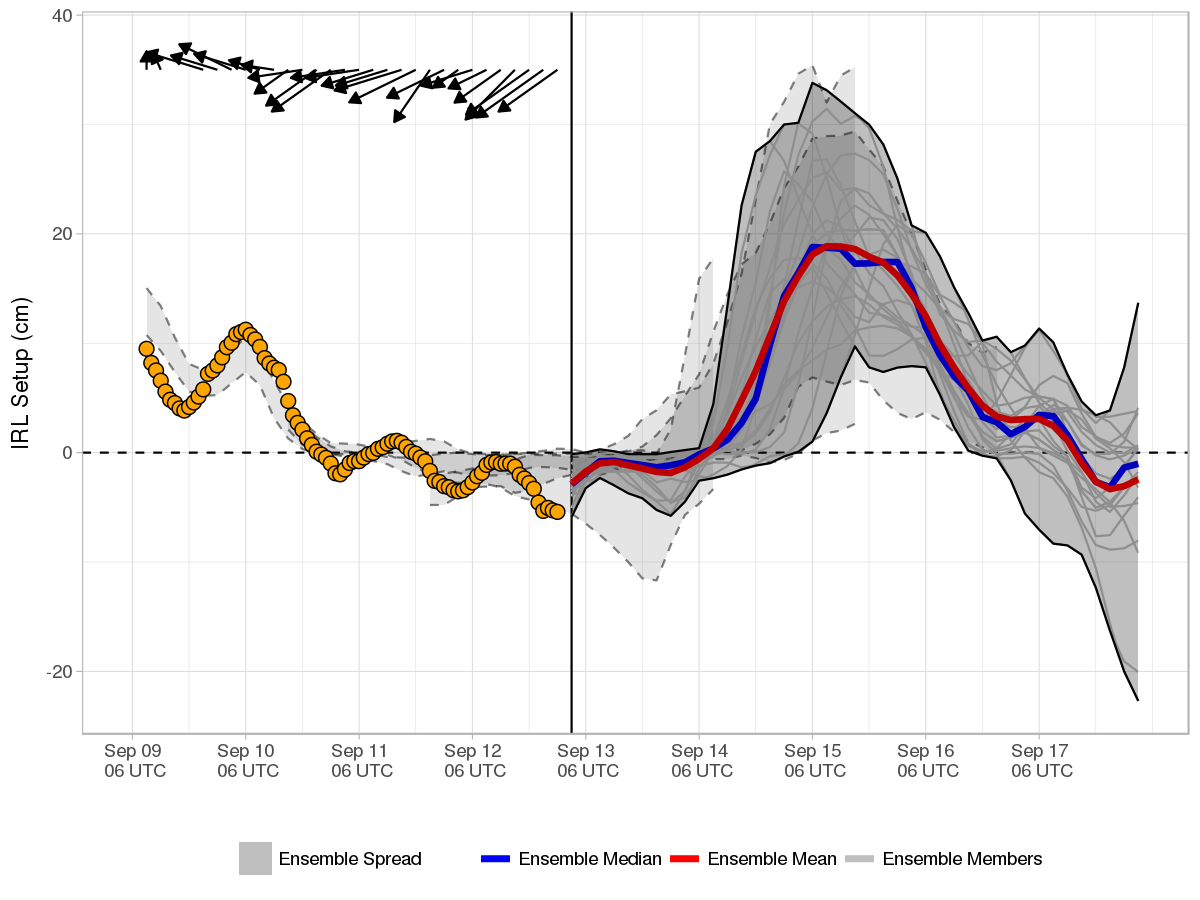 40
20
0
-20
IRL Setup (cm)
Sep 09 Sep 10 Sep 11 Sep 12 Sep 13 Sep 14 Sep 15 Sep 16 Sep 17
06 UTC 06 UTC 06 UTC 06 UTC 06 UTC 06 UTC 06 UTC 06 UTC 06 UTC
Ensemble Spread Ensemble Median Ensemble Mean Ensemble Members